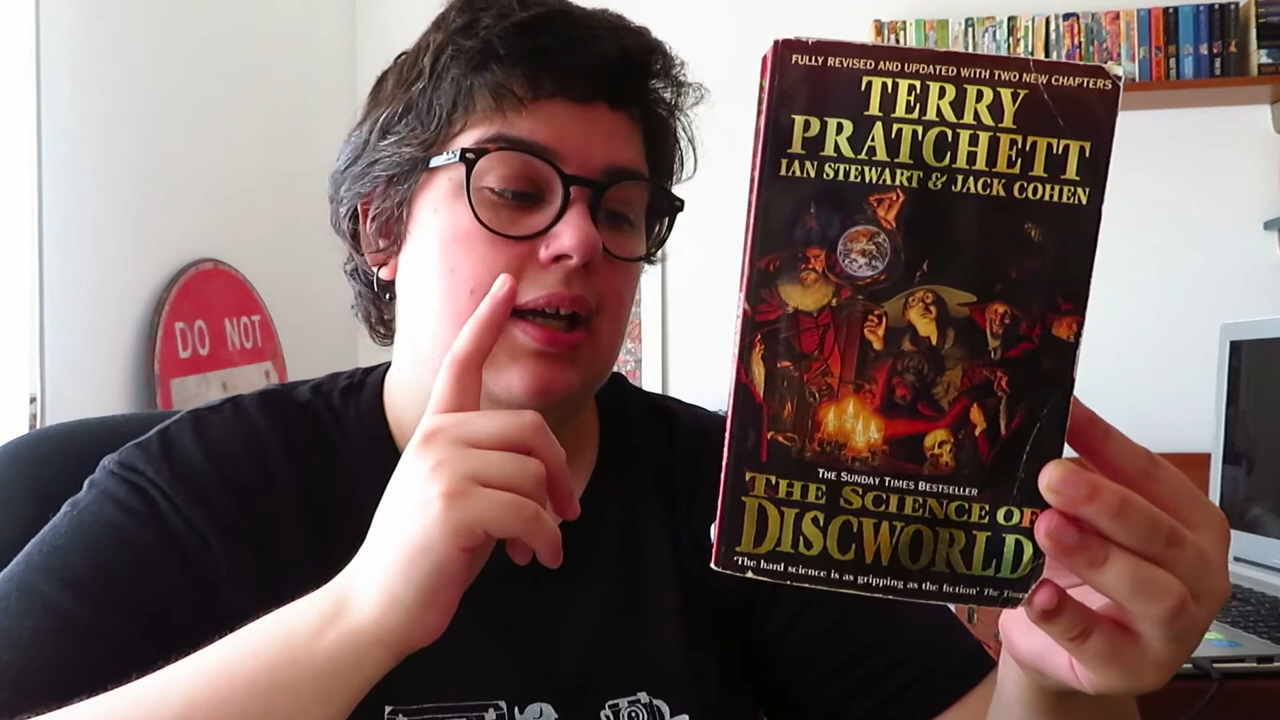 FULLY REVISED AND UPDATED WITH TWO NEW CHAPTERS
TERRY
PRATCHETT
IAN STEWART & JACK COHEN
THE SUNDAY TIMES BESTSELLER
THE SCIENCE OF
DISCWORLD
'The hard science is as gripping as the fiction' The Times
DO NOT